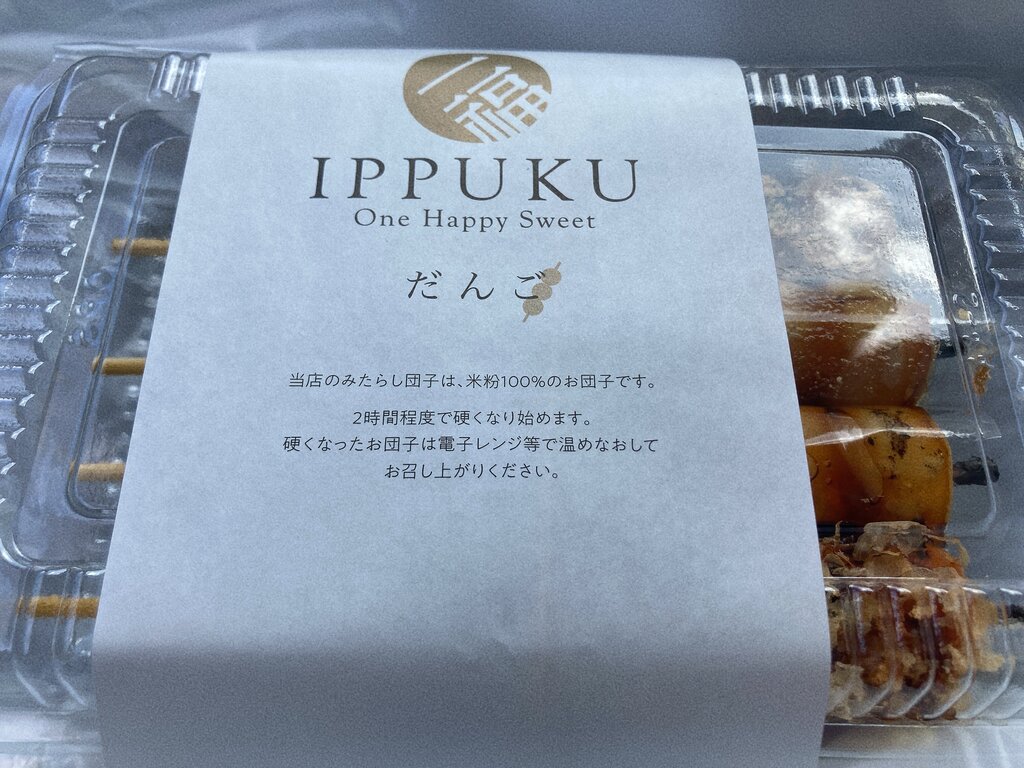 一福
IPPUKU
One Happy Sweet
だんご
当店のみたらし団子は、米粉100%のお団子です。
2時間程度で硬くなり始めます。
硬くなったお団子は電子レンジ等で温めなおして
お召し上がりください。